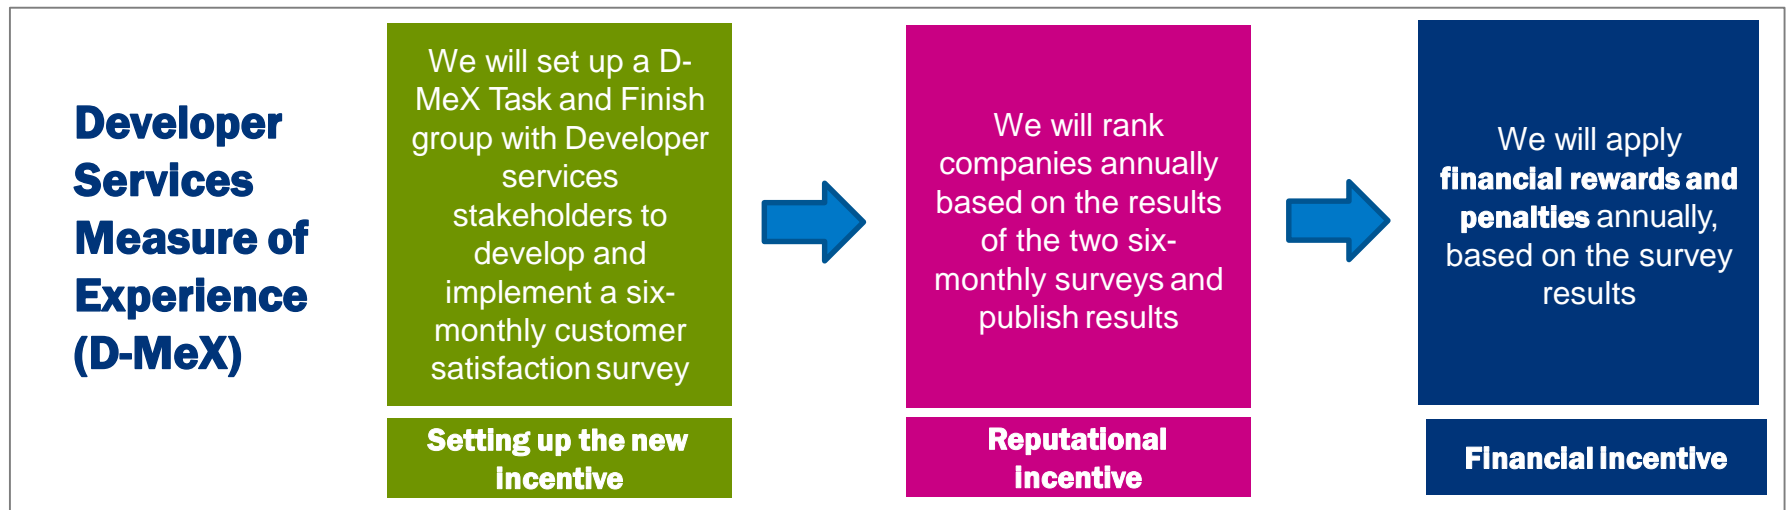 Developer
Services
Measure of
Experience
(D-MeX)
We will set up a D-
MeX Task and Finish
group with Developer
services
stakeholders to
develop and
implement a six-
monthly customer
satisfaction survey
Setting up the new
incentive
We will rank
companies annually
based on the results
of the two six-
monthly surveys and
publish results
Reputational
incentive
We will apply
financial rewards and
penalties annually,
based on the survey
results
Financial incentive